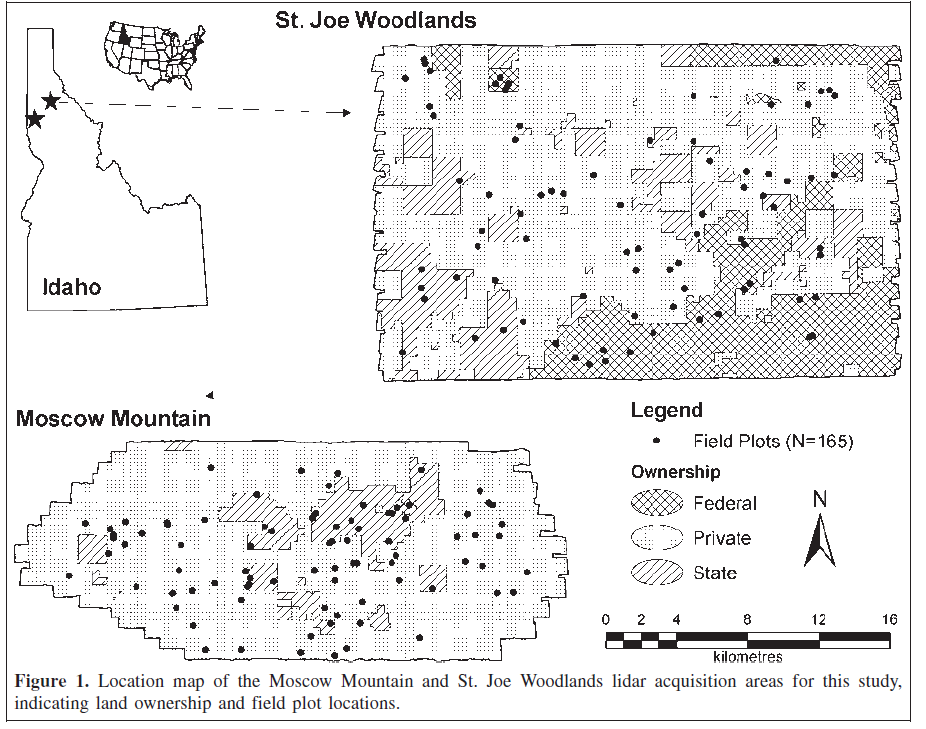 St. Joe Woodlands
Idaho
Moscow Mountain
Legend
Field Plots (N=165)
Ownership
Federal
Private
State
N
0 2 4 8 12 16
kilometres
Figure 1. Location map of the Moscow Mountain and St. Joe Woodlands lidar acquisition areas for this study,
indicating land ownership and field plot locations.